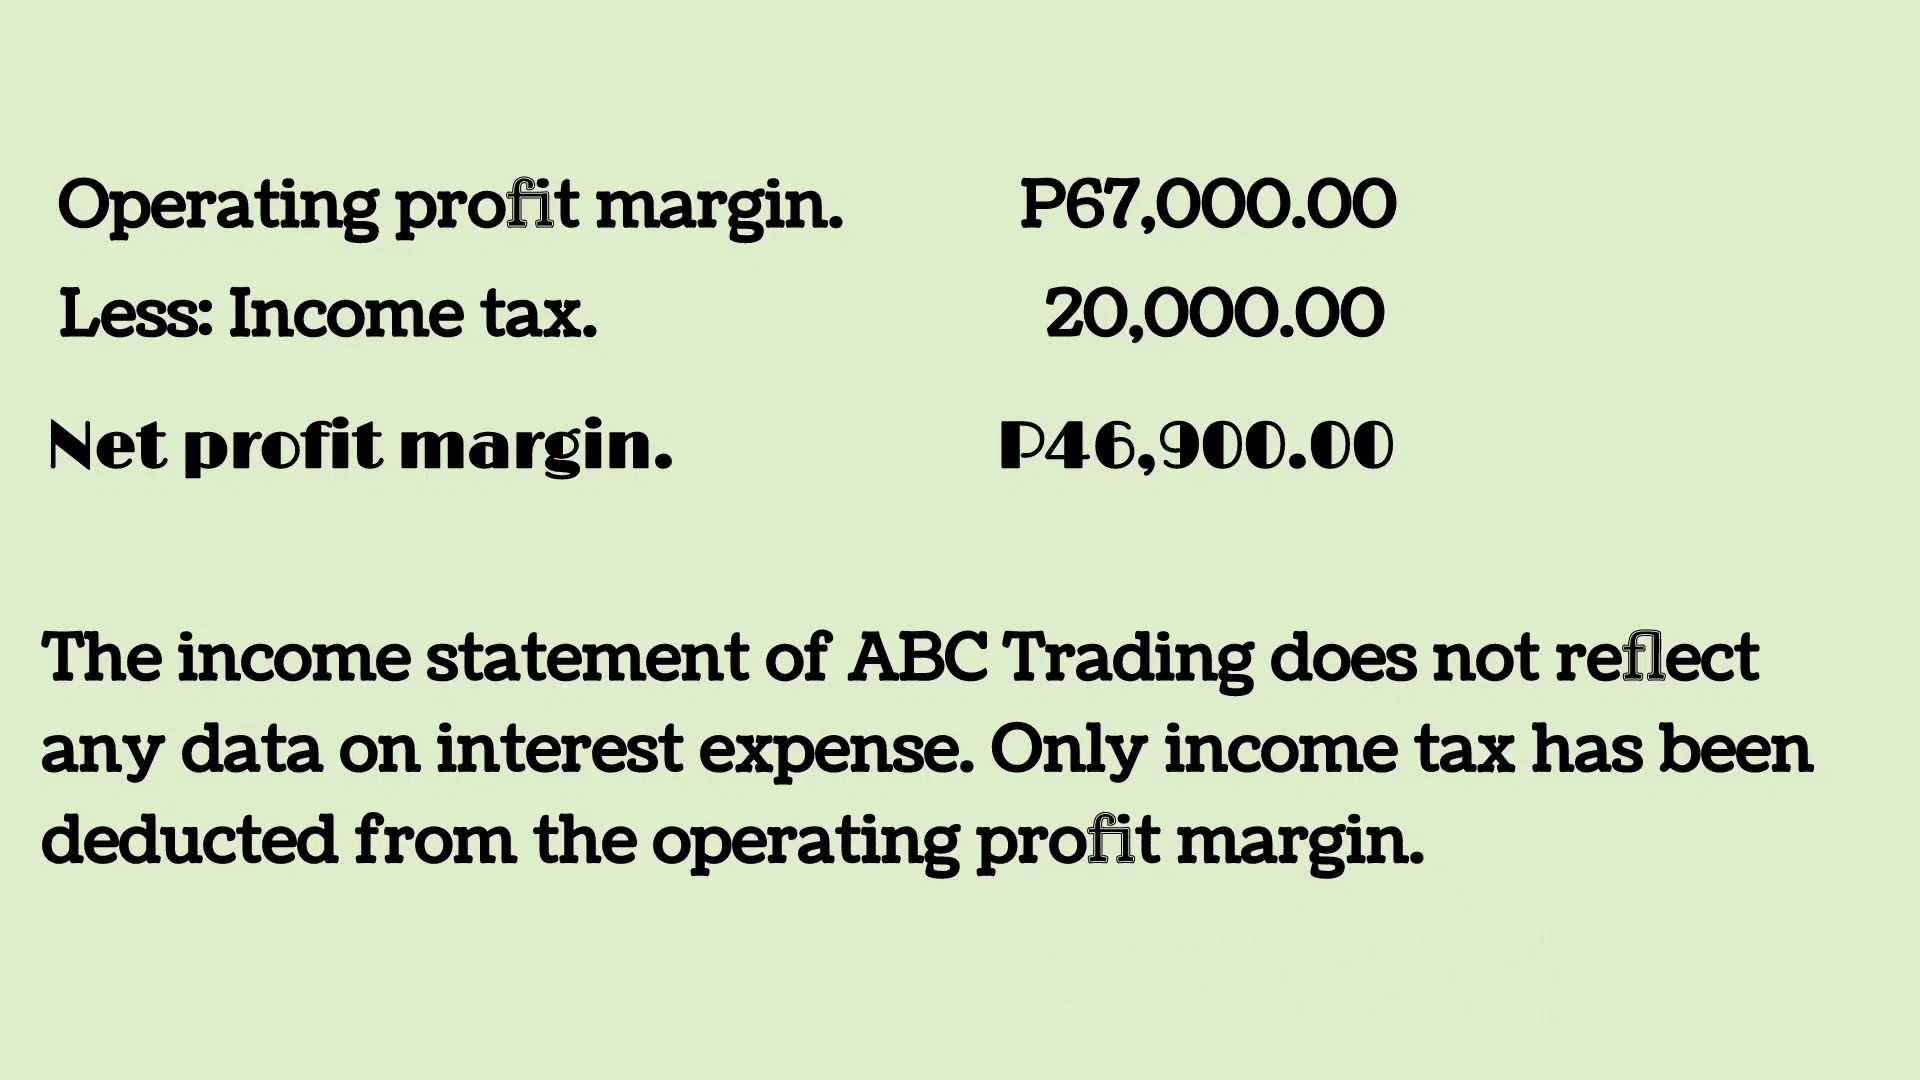 Operating profit margin. P67,000.00
Less: Income tax. 20,000.00
Net profit margin. P46,900.00
The income statement of ABC Trading does not reflect
any data on interest expense. Only income tax has been
deducted from the operating profit margin.